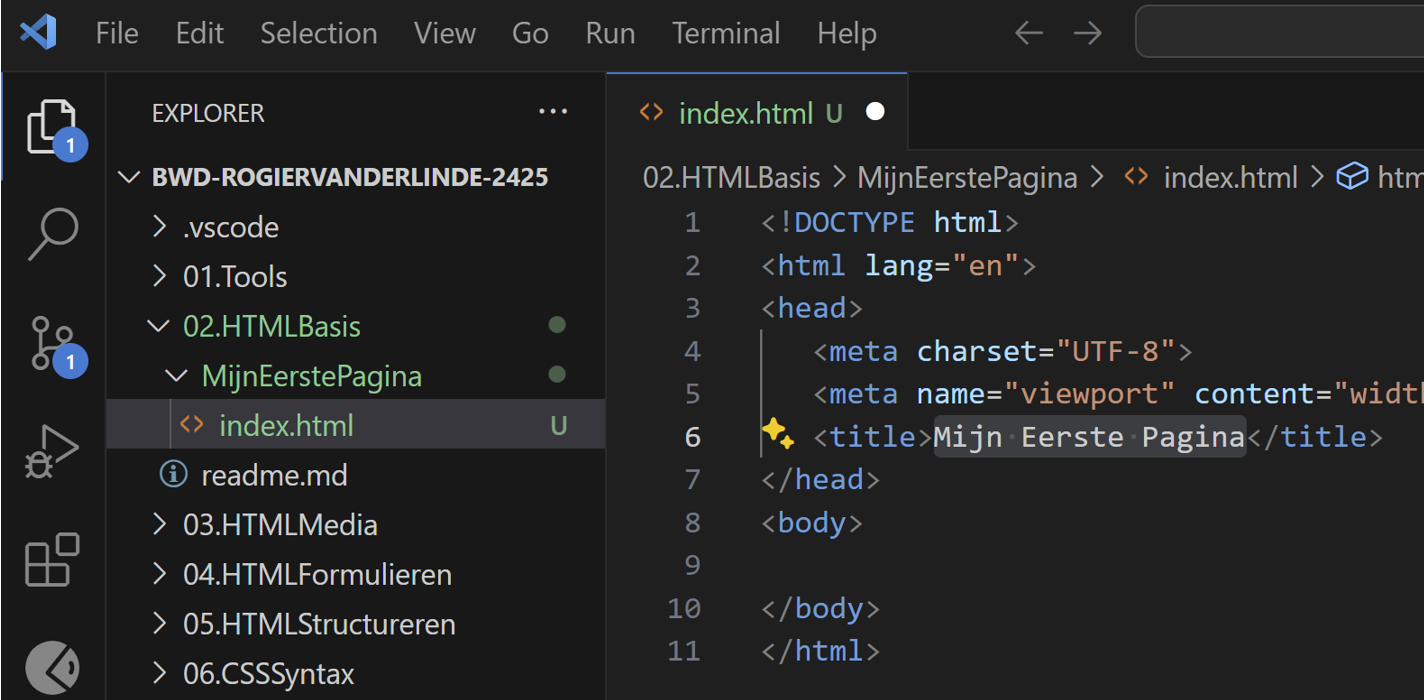 File Edit Selection View Go Run Terminal Help
EXPLORER ...
1
BWD-ROGIERVANDERLINDE-2425
.vscode
01.Tools
02.HTMLBasis
1
MijnEerstePagina
index.html U
readme.md
03.HTMLMedia
04.HTMLFormulieren
05.HTMLStructureren
06.CSSSyntax
index.html U
02.HTMLBasis > MijnEerstePagina > index.html >
1 <!DOCTYPE html>
2 <html lang="en">
3 <head>
4 <meta charset="UTF-8">
5 <meta name="viewport" content="widt
6 <title>Mijn Eerste Pagina</title>
7 </head>
8 <body>
9
10 </body>
11 </html>